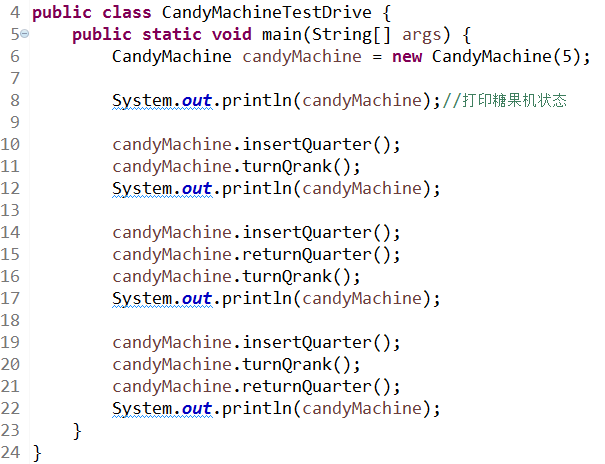 4 public class CandyMachineTestDrive {
5 public static void main(String[] args) {
6 CandyMachine candyMachine = new CandyMachine(5);
7
8 System.out.println(candyMachine);//打印糖果机状态
9
10 candyMachine.insertQuarter();
11 candyMachine.turnQrank();
12 System.out.println(candyMachine);
13
14 candyMachine.insertQuarter();
15 candyMachine.returnQuarter();
16 candyMachine.turnQrank();
17 System.out.println(candyMachine);
18
19 candyMachine.insertQuarter();
20 candyMachine.turnQrank();
21 candyMachine.returnQuarter();
22 System.out.println(candyMachine);
23 }
24 }